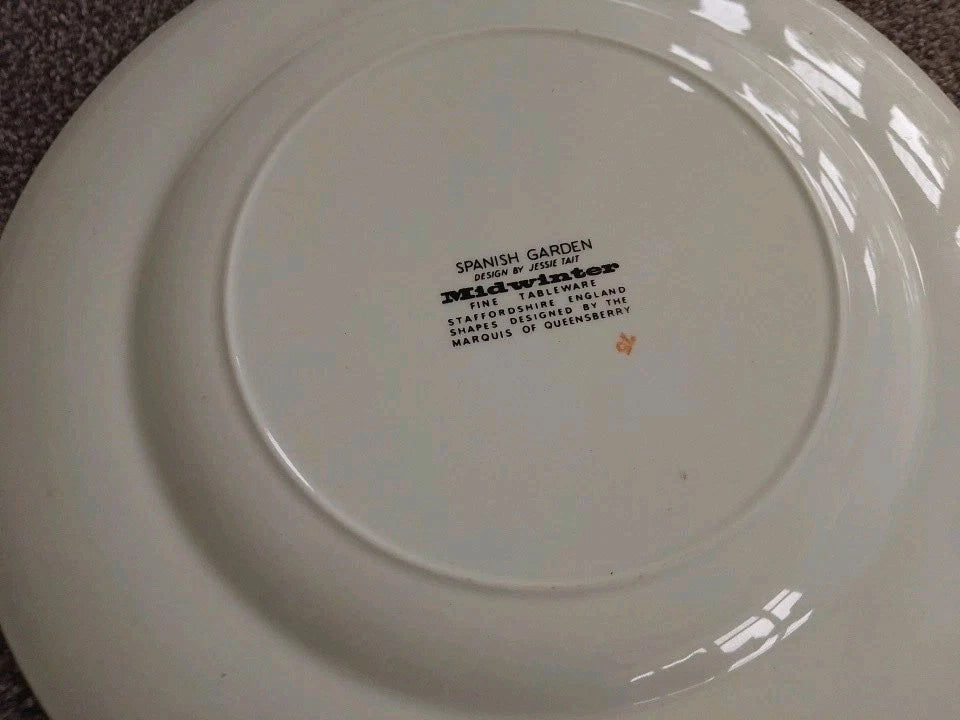 SPANISH GARDEN
DESIGN BY JESSIE TAIT
Midwinter
FINE TABLEWARE
STAFFORDSHIRE ENGLAND
SHAPES DESIGNED BY THE
MARQUIS OF QUEENSBERRY